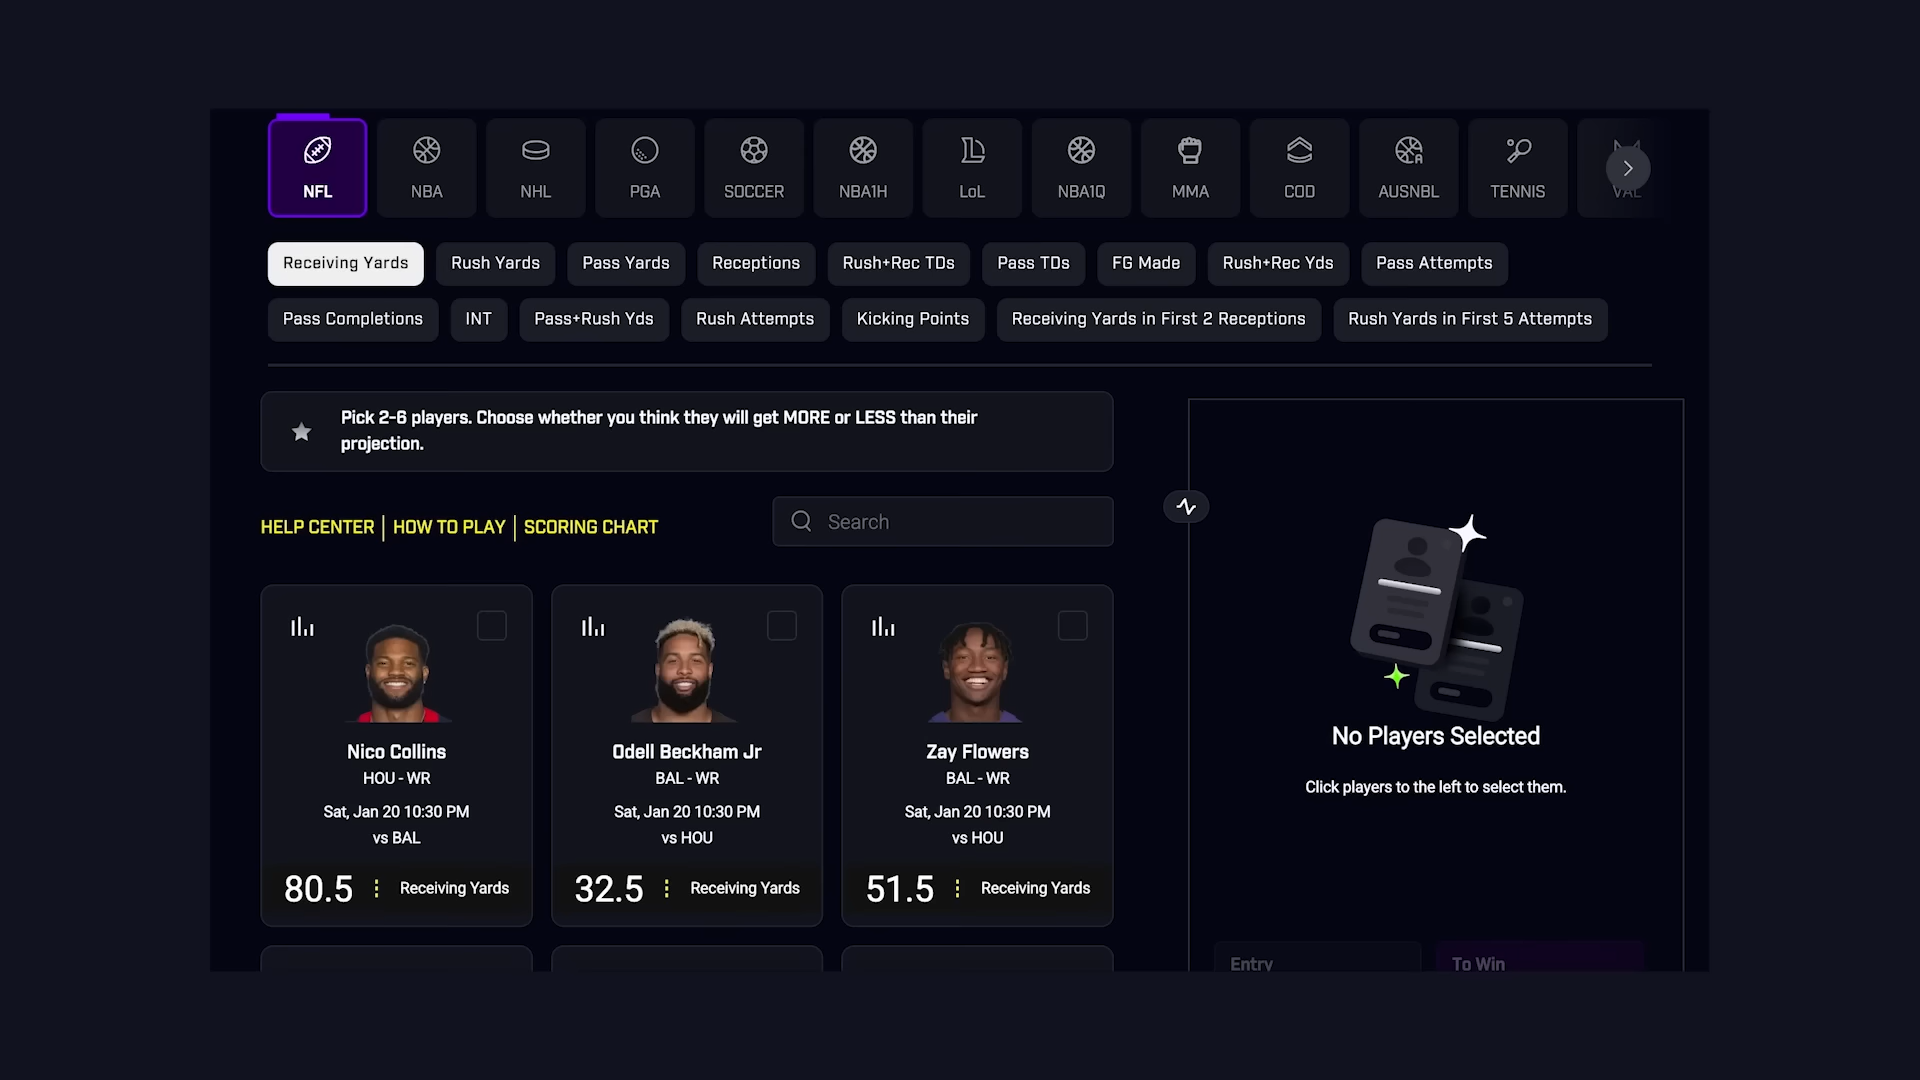 NFL
NBA
NHL
PGA
SOCCER
NBA1H
LoL
NBA1Q
MMA
COD
AUSNBL
TENNIS
VAL
Receiving Yards
Rush Yards
Pass Yards
Receptions
Rush+Rec TDs
Pass TDs
FG Made
Rush+Rec Yds
Pass Attempts
Pass Completions
INT
Pass+Rush Yds
Rush Attempts
Kicking Points
Receiving Yards in First 2 Receptions
Rush Yards in First 5 Attempts
Pick 2-6 players. Choose whether you think they will get MORE or LESS than their
projection.
HELP CENTER
HOW TO PLAY
SCORING CHART
Search
Nico Collins
HOU - WR
Sat, Jan 20 10:30 PM
vs BAL
80.5
Receiving Yards
Odell Beckham Jr
BAL - WR
Sat, Jan 20 10:30 PM
vs HOU
32.5
Receiving Yards
Zay Flowers
BAL - WR
Sat, Jan 20 10:30 PM
vs HOU
51.5
Receiving Yards
No Players Selected
Click players to the left to select them.
Entry
To Win